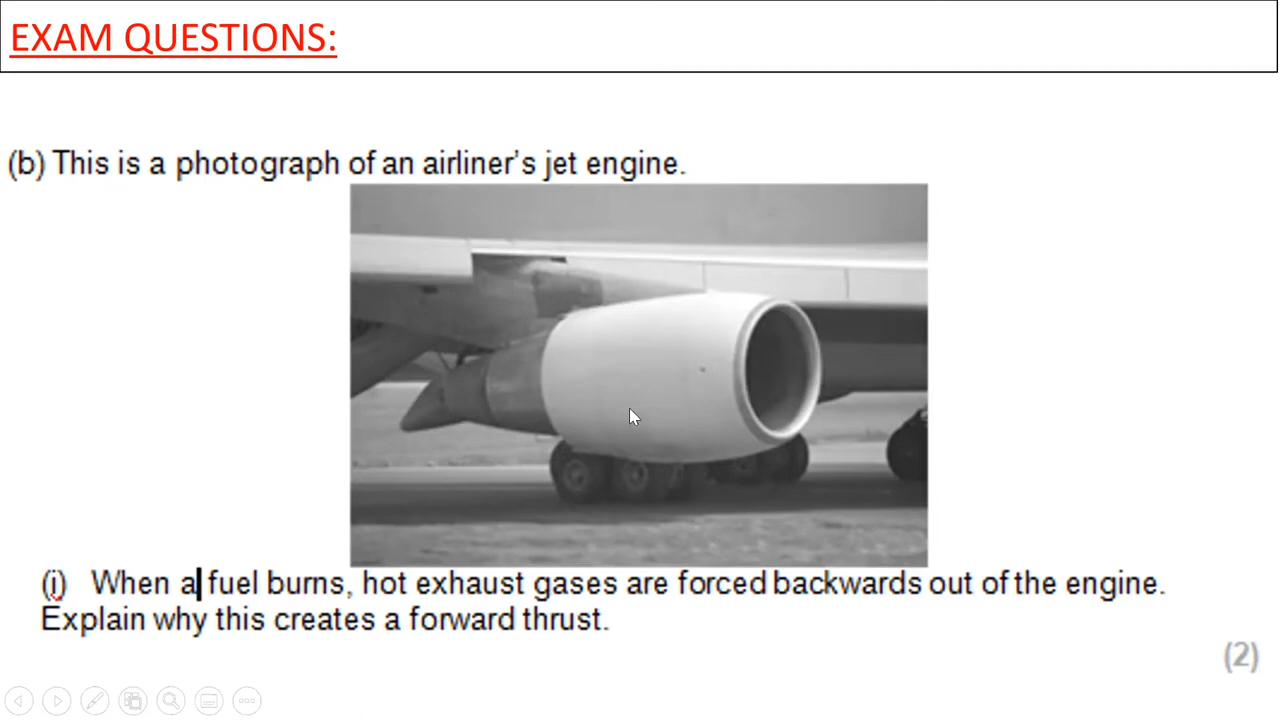 EXAM QUESTIONS:
(b) This is a photograph of an airliner's jet engine.
(i) When a fuel burns, hot exhaust gases are forced backwards out of the engine.
Explain why this creates a forward thrust.
(2)